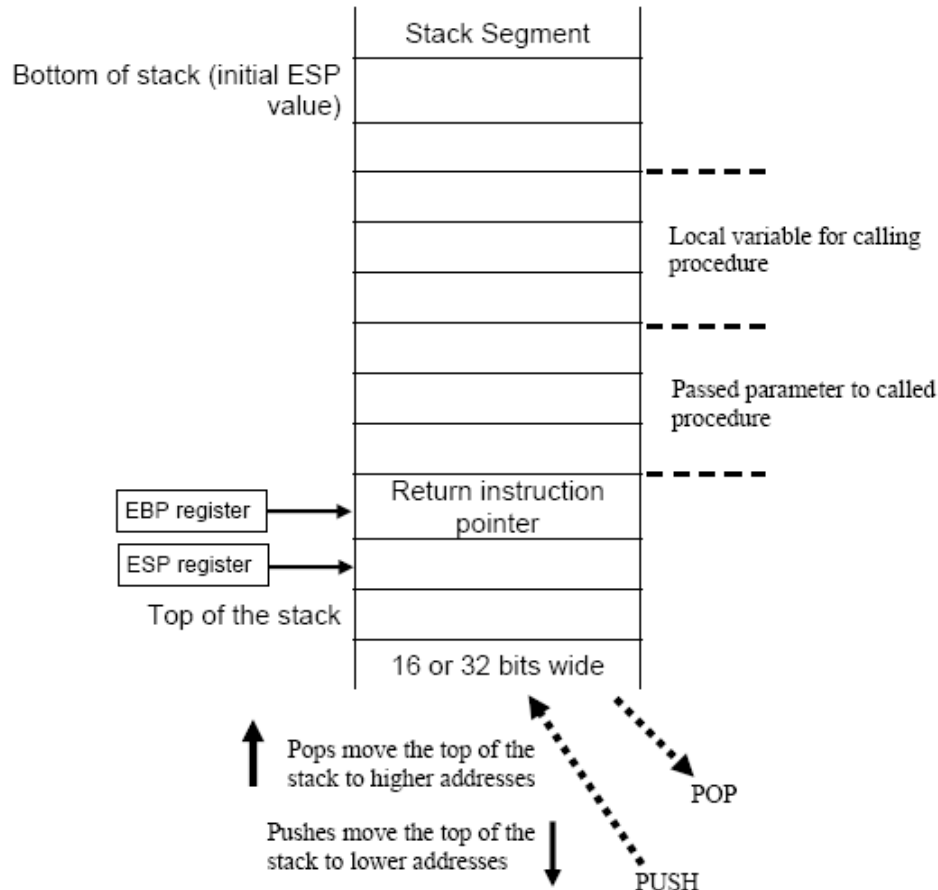 Stack Segment
Bottom of stack (initial ESP
value)
Local variable for calling
procedure
Passed parameter to called
procedure
Return instruction
pointer
EBP register
ESP register
Top of the stack
16 or 32 bits wide
Pops move the top of the
stack to higher addresses
POP
Pushes move the top of the
stack to lower addresses
PUSH